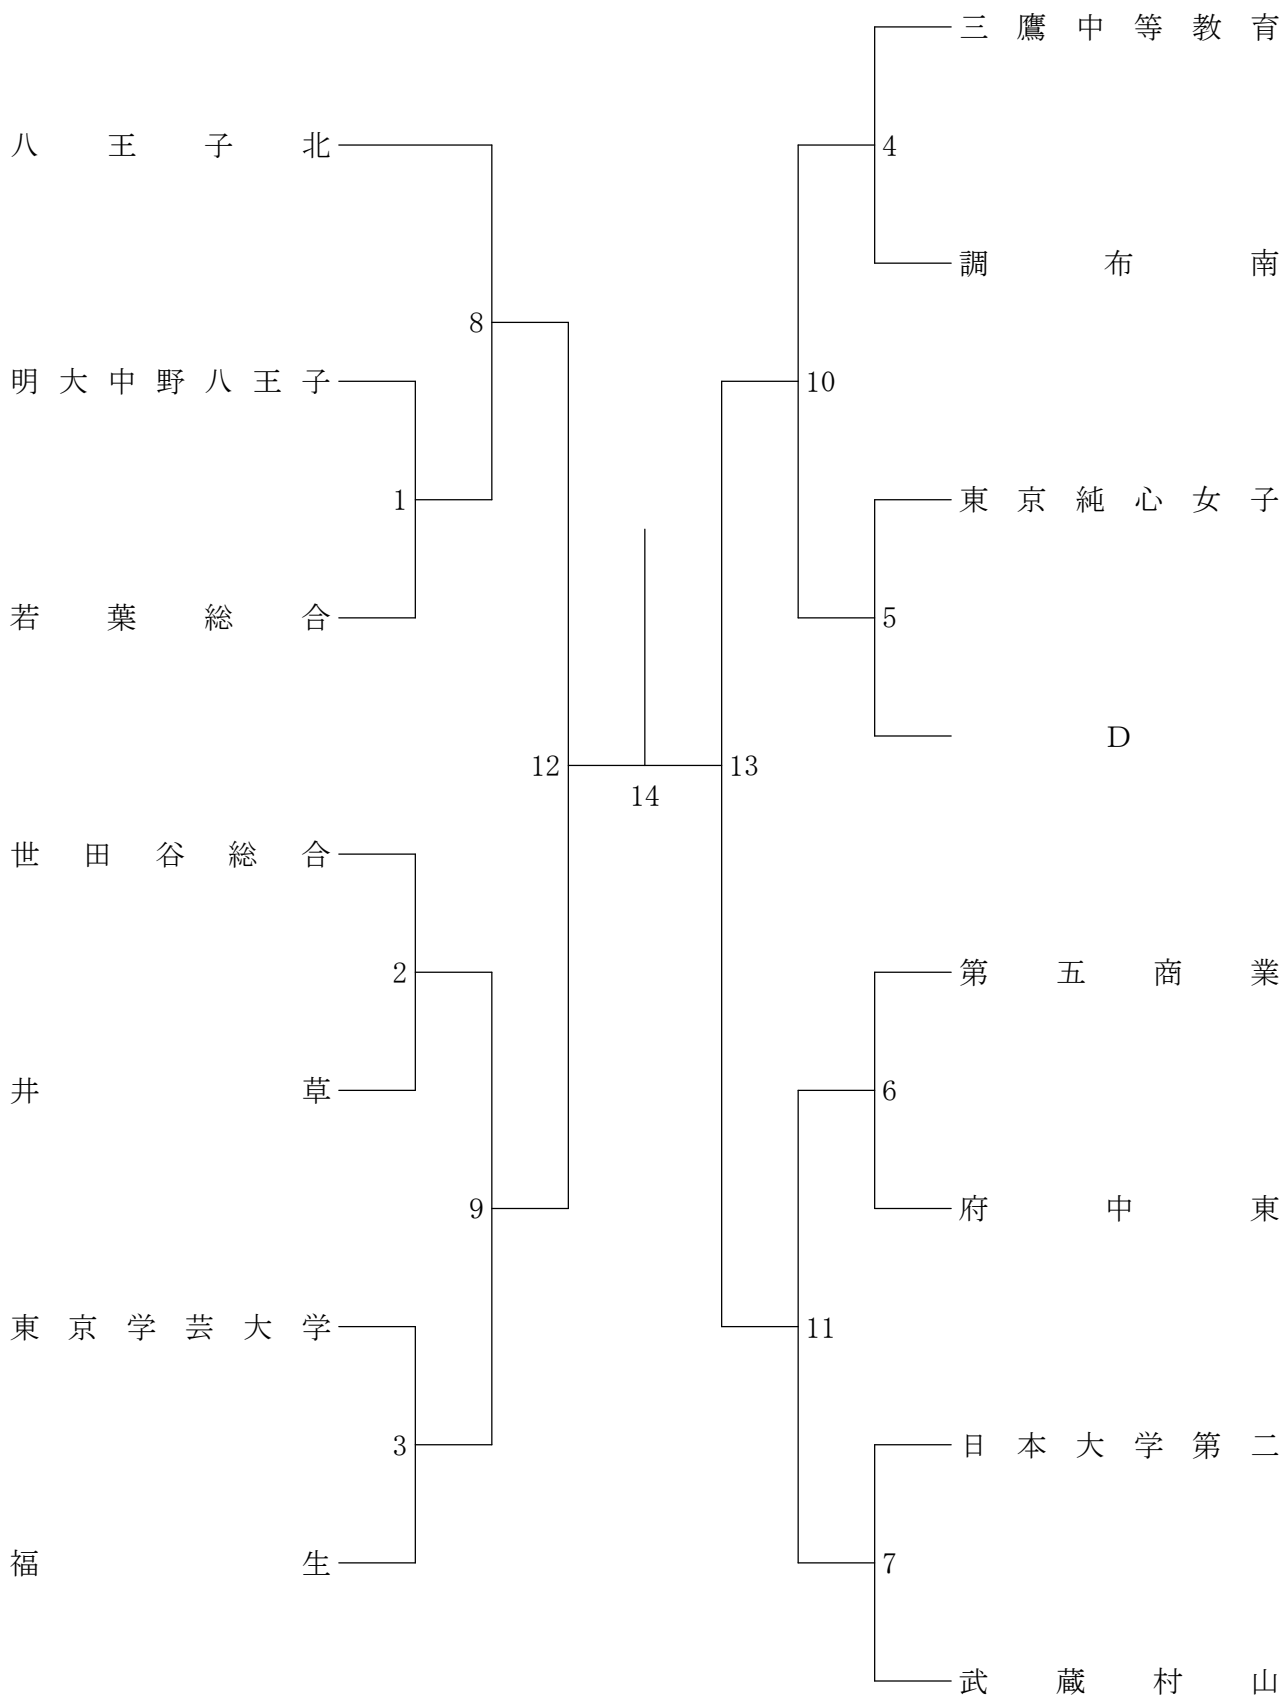 八王子北
8
明大中野八王子
1
若葉総合
12
世田谷総合
2
井草
9
東京学芸大学
3
福生
14
三鷹中等教育
4
調布南
10
東京純心女子
5
D
13
第五商業
6
府中東
11
日本大学第二
7
武蔵村山